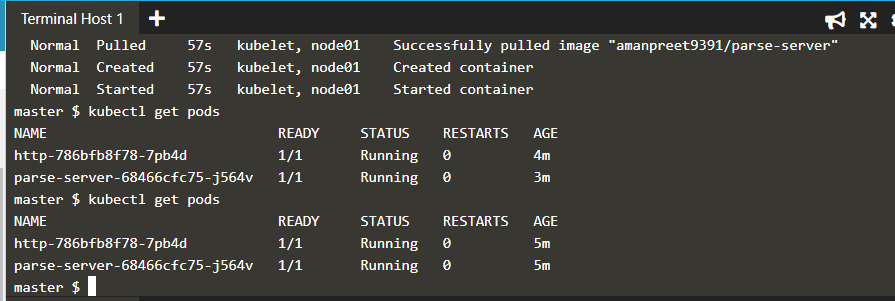 Terminal Host 1 +
Normal  Pulled     57s   kubelet, node01    Successfully pulled image "amanpreet9391/parse-server"
Normal  Created    57s   kubelet, node01    Created container
Normal  Started    57s   kubelet, node01    Started container
master $ kubectl get pods
NAME                            READY     STATUS    RESTARTS   AGE
http-786bfb8f78-7pb4d           1/1       Running   0          4m
parse-server-68466cfc75-j564v   1/1       Running   0          3m
master $ kubectl get pods
NAME                            READY     STATUS    RESTARTS   AGE
http-786bfb8f78-7pb4d           1/1       Running   0          5m
parse-server-68466cfc75-j564v   1/1       Running   0          5m
master $